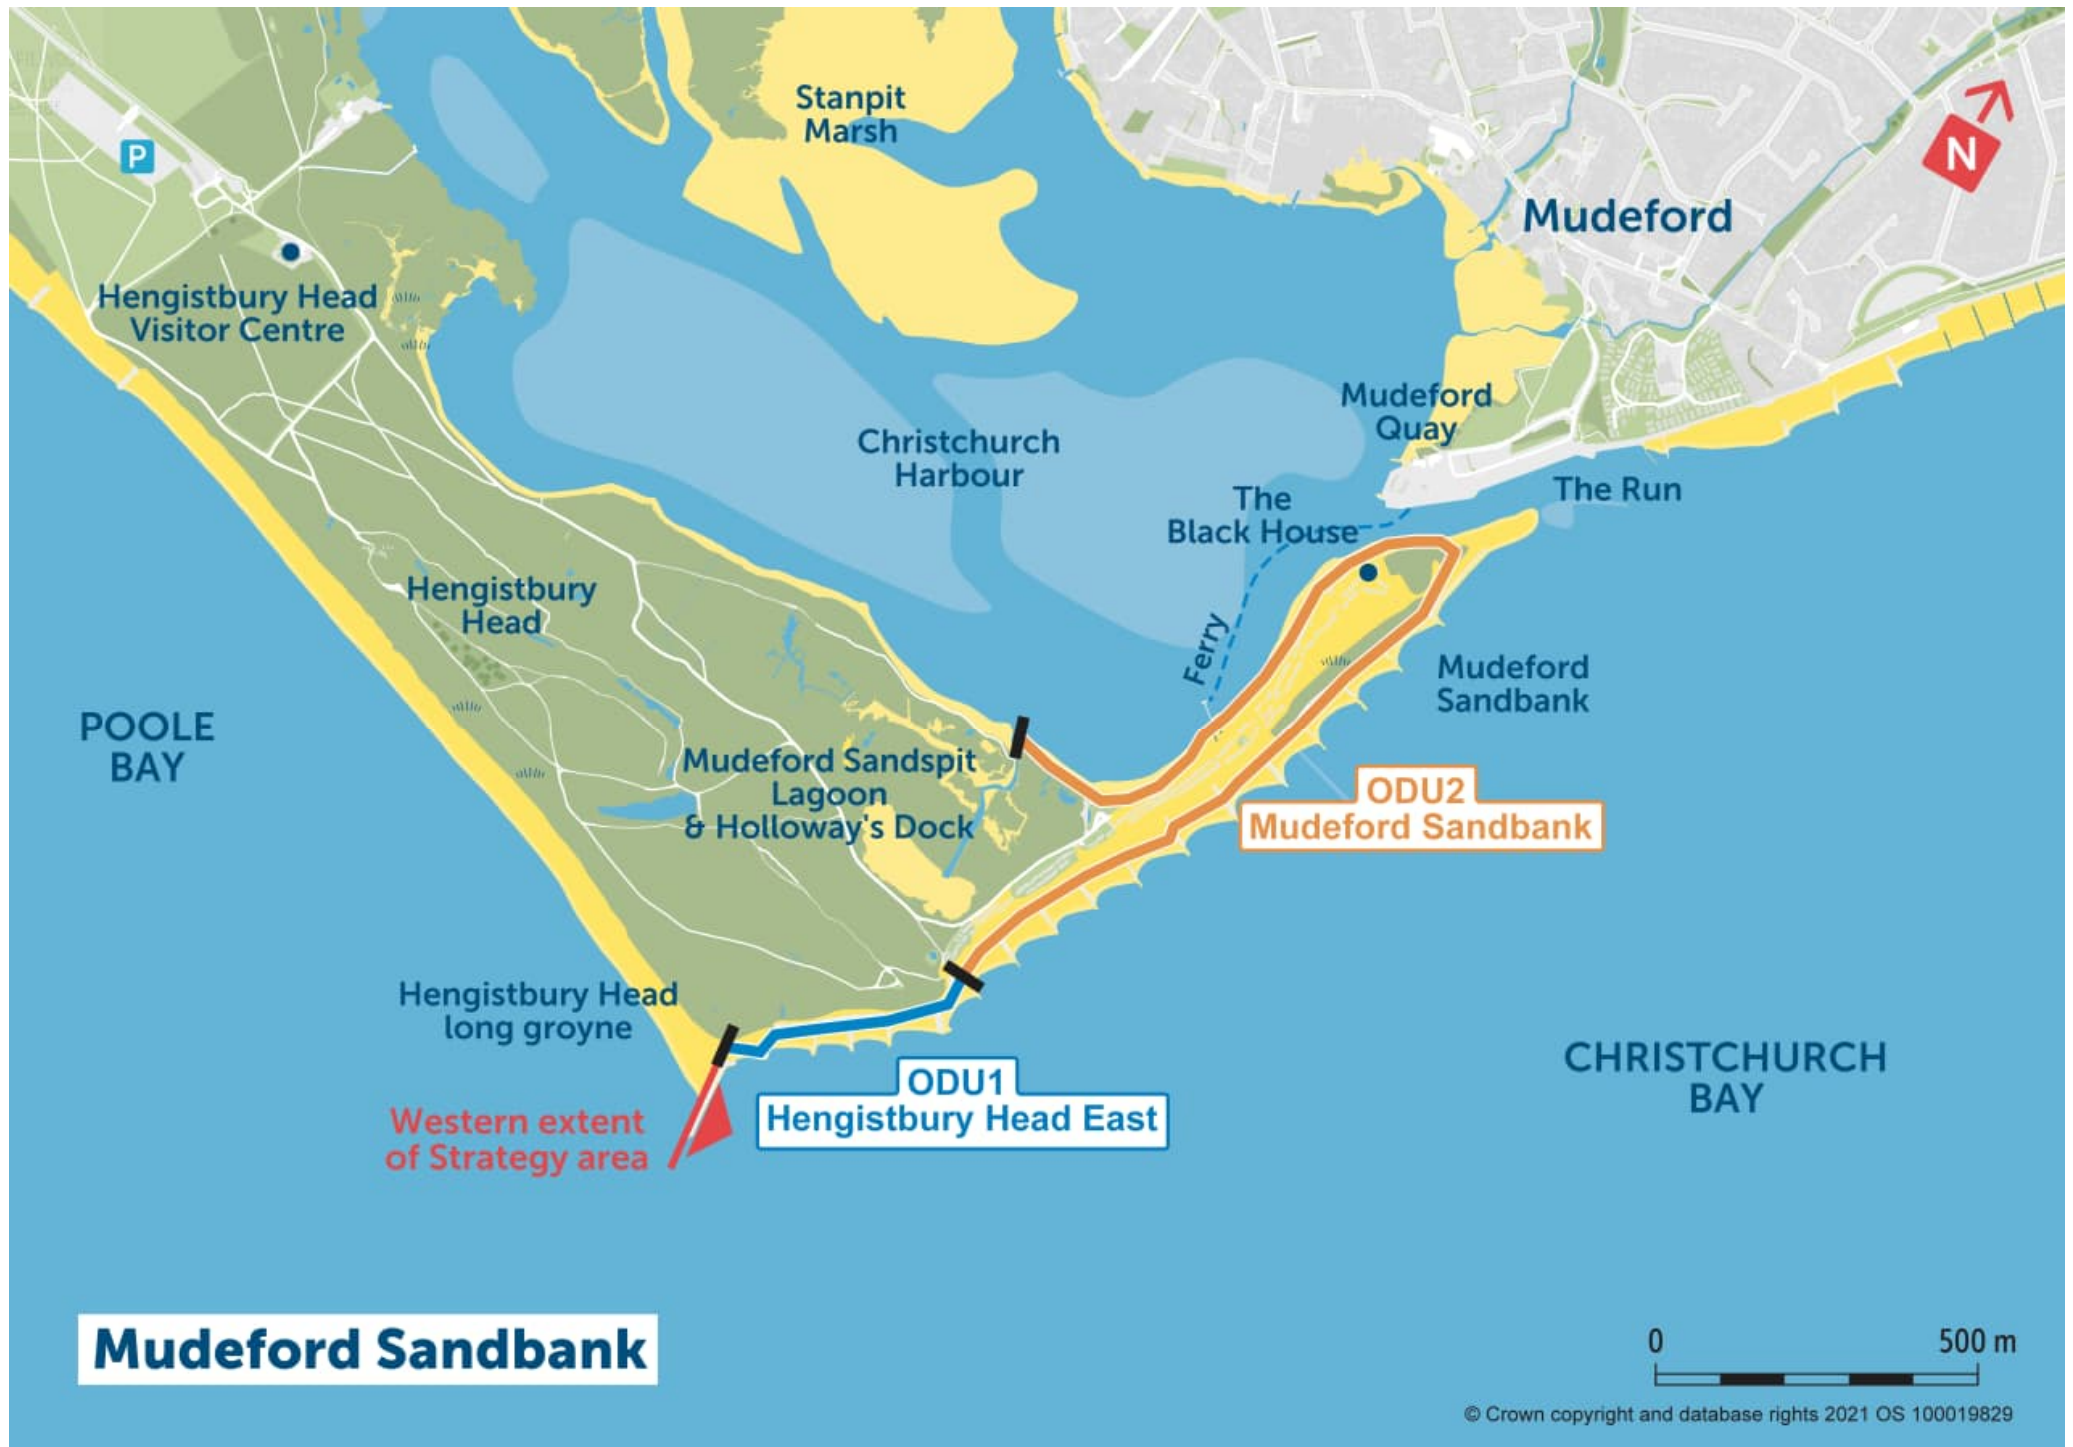 Stanpit
Marsh
P
N
Mudeford
Hengistbury Head
Visitor Centre
Mudeford
Quay
Christchurch
Harbour
The
Black House
The Run
Hengistbury
Head
Ferry
Mudeford
Sandbank
POOLE
BAY
Mudeford Sandspit
Lagoon
& Holloway's Dock
ODU2
Mudeford Sandbank
Hengistbury Head
long groyne
CHRISTCHURCH
BAY
ODU1
Hengistbury Head East
Western extent
of Strategy area
Mudeford Sandbank
0 500 m
© Crown copyright and database rights 2021 OS 100019829